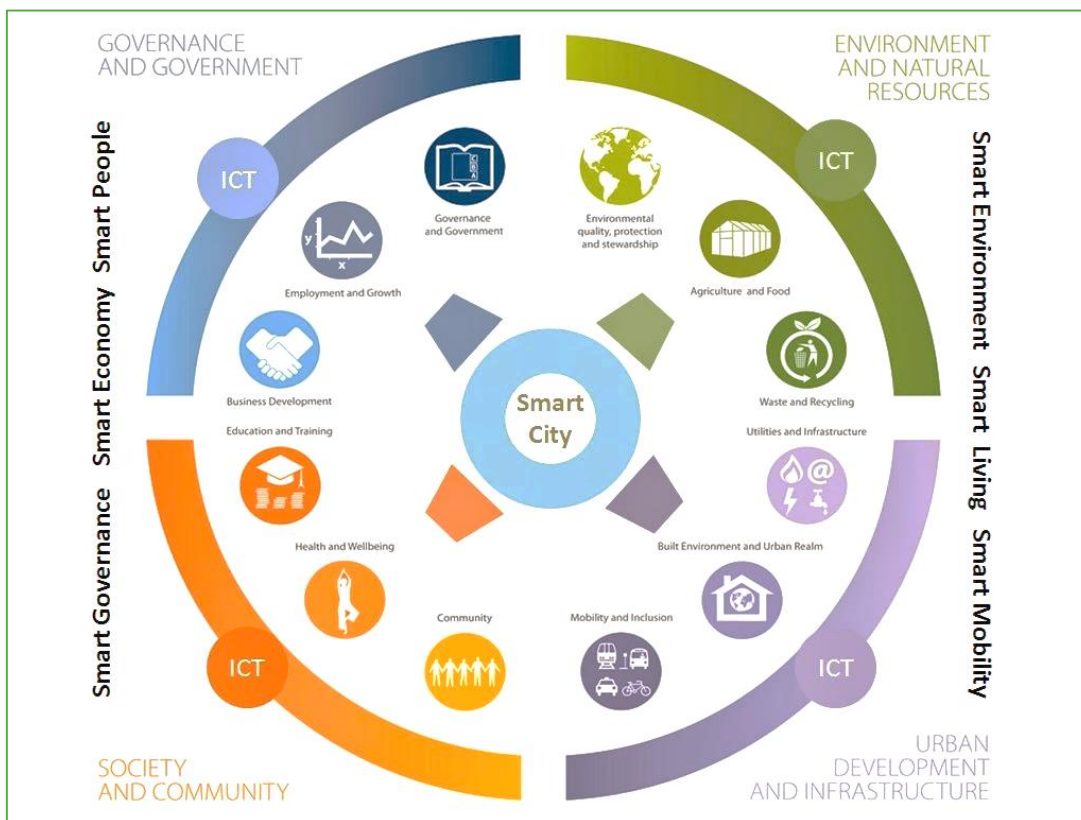 GOVERNANCE
AND GOVERNMENT
ENVIRONMENT
AND NATURAL
RESOURCES
Smart Governance Smart Economy Smart People
Smart Environment Smart Living Smart Mobility
ICT
ICT
Governance
and Government
CODA
Environmental
quality, protection
and stewardship
y
x
Employment and Growth
Agriculture and Food
Business Development
Waste and Recycling
Smart
City
Education and Training
Utilities and Infrastructure
@
Health and Wellbeing
Built Environment and Urban Realm
Community
Mobility and Inclusion
ICT
ICT
SOCIETY
AND COMMUNITY
URBAN
DEVELOPMENT
AND INFRASTRUCTURE